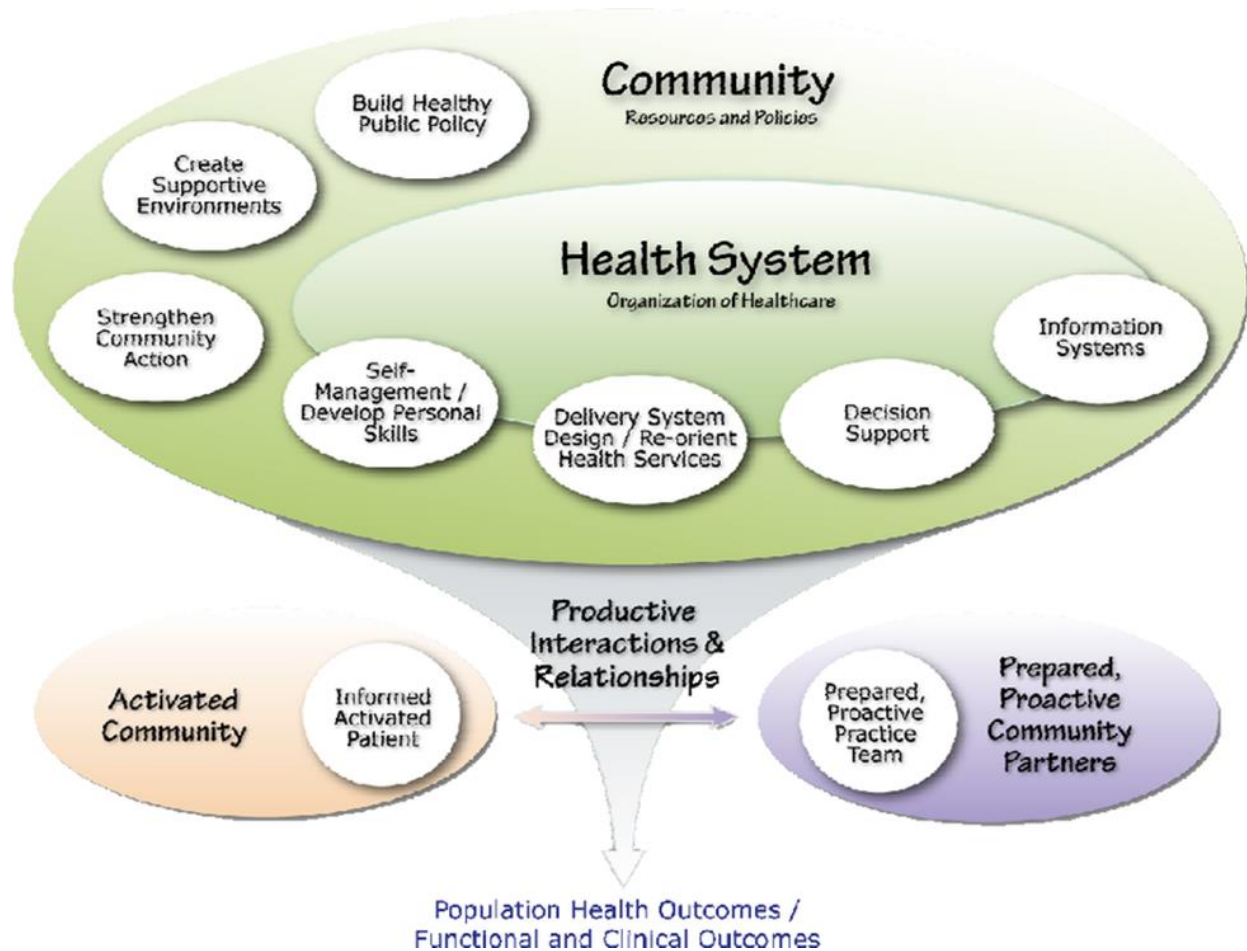 Community
Resources and Policies
Build Healthy
Public Policy
Create
Supportive
Environments
Strengthen
Community
Action
Health System
Organization of Healthcare
Self-
Management /
Develop Personal
Skills
Delivery System
Design / Re-orient
Health Services
Decision
Support
Information
Systems
Productive
Interactions &
Relationships
Activated
Community
Informed
Activated
Patient
Prepared,
Proactive
Practice
Team
Prepared,
Proactive
Community
Partners
Population Health Outcomes /
Functional and Clinical Outcomes